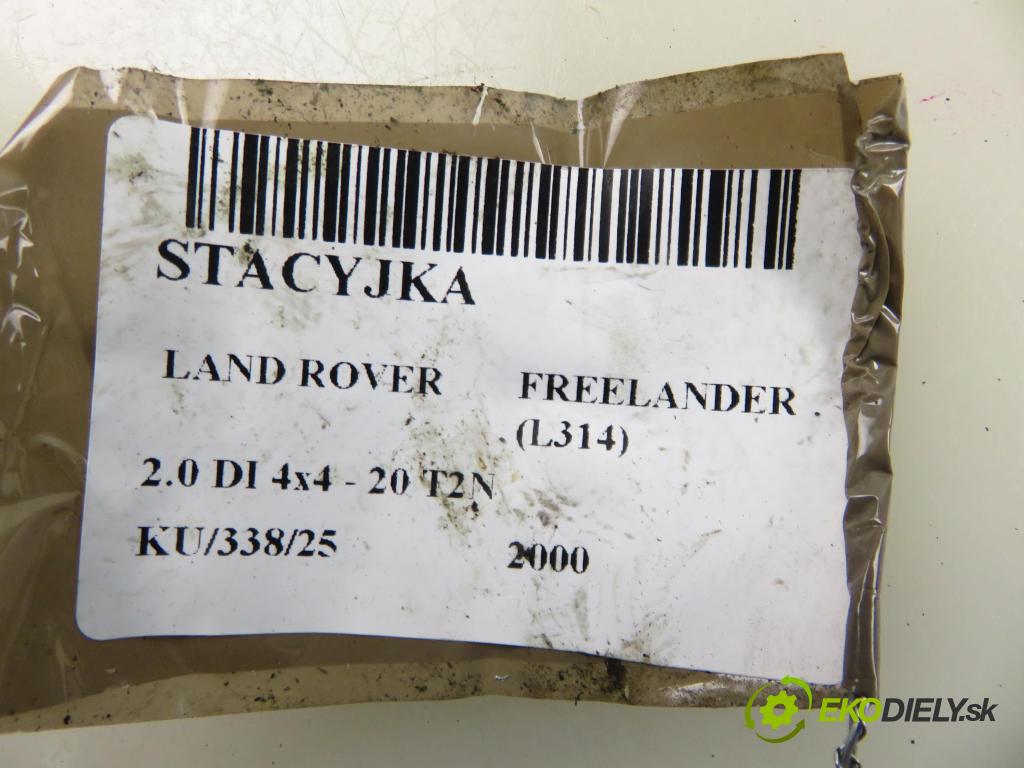 STACYJKA
LAND ROVER FREELANDER
(L314)
2.0 DI 4x4 - 20 T2N
KU/338/25 2000
EKODIELY.sk